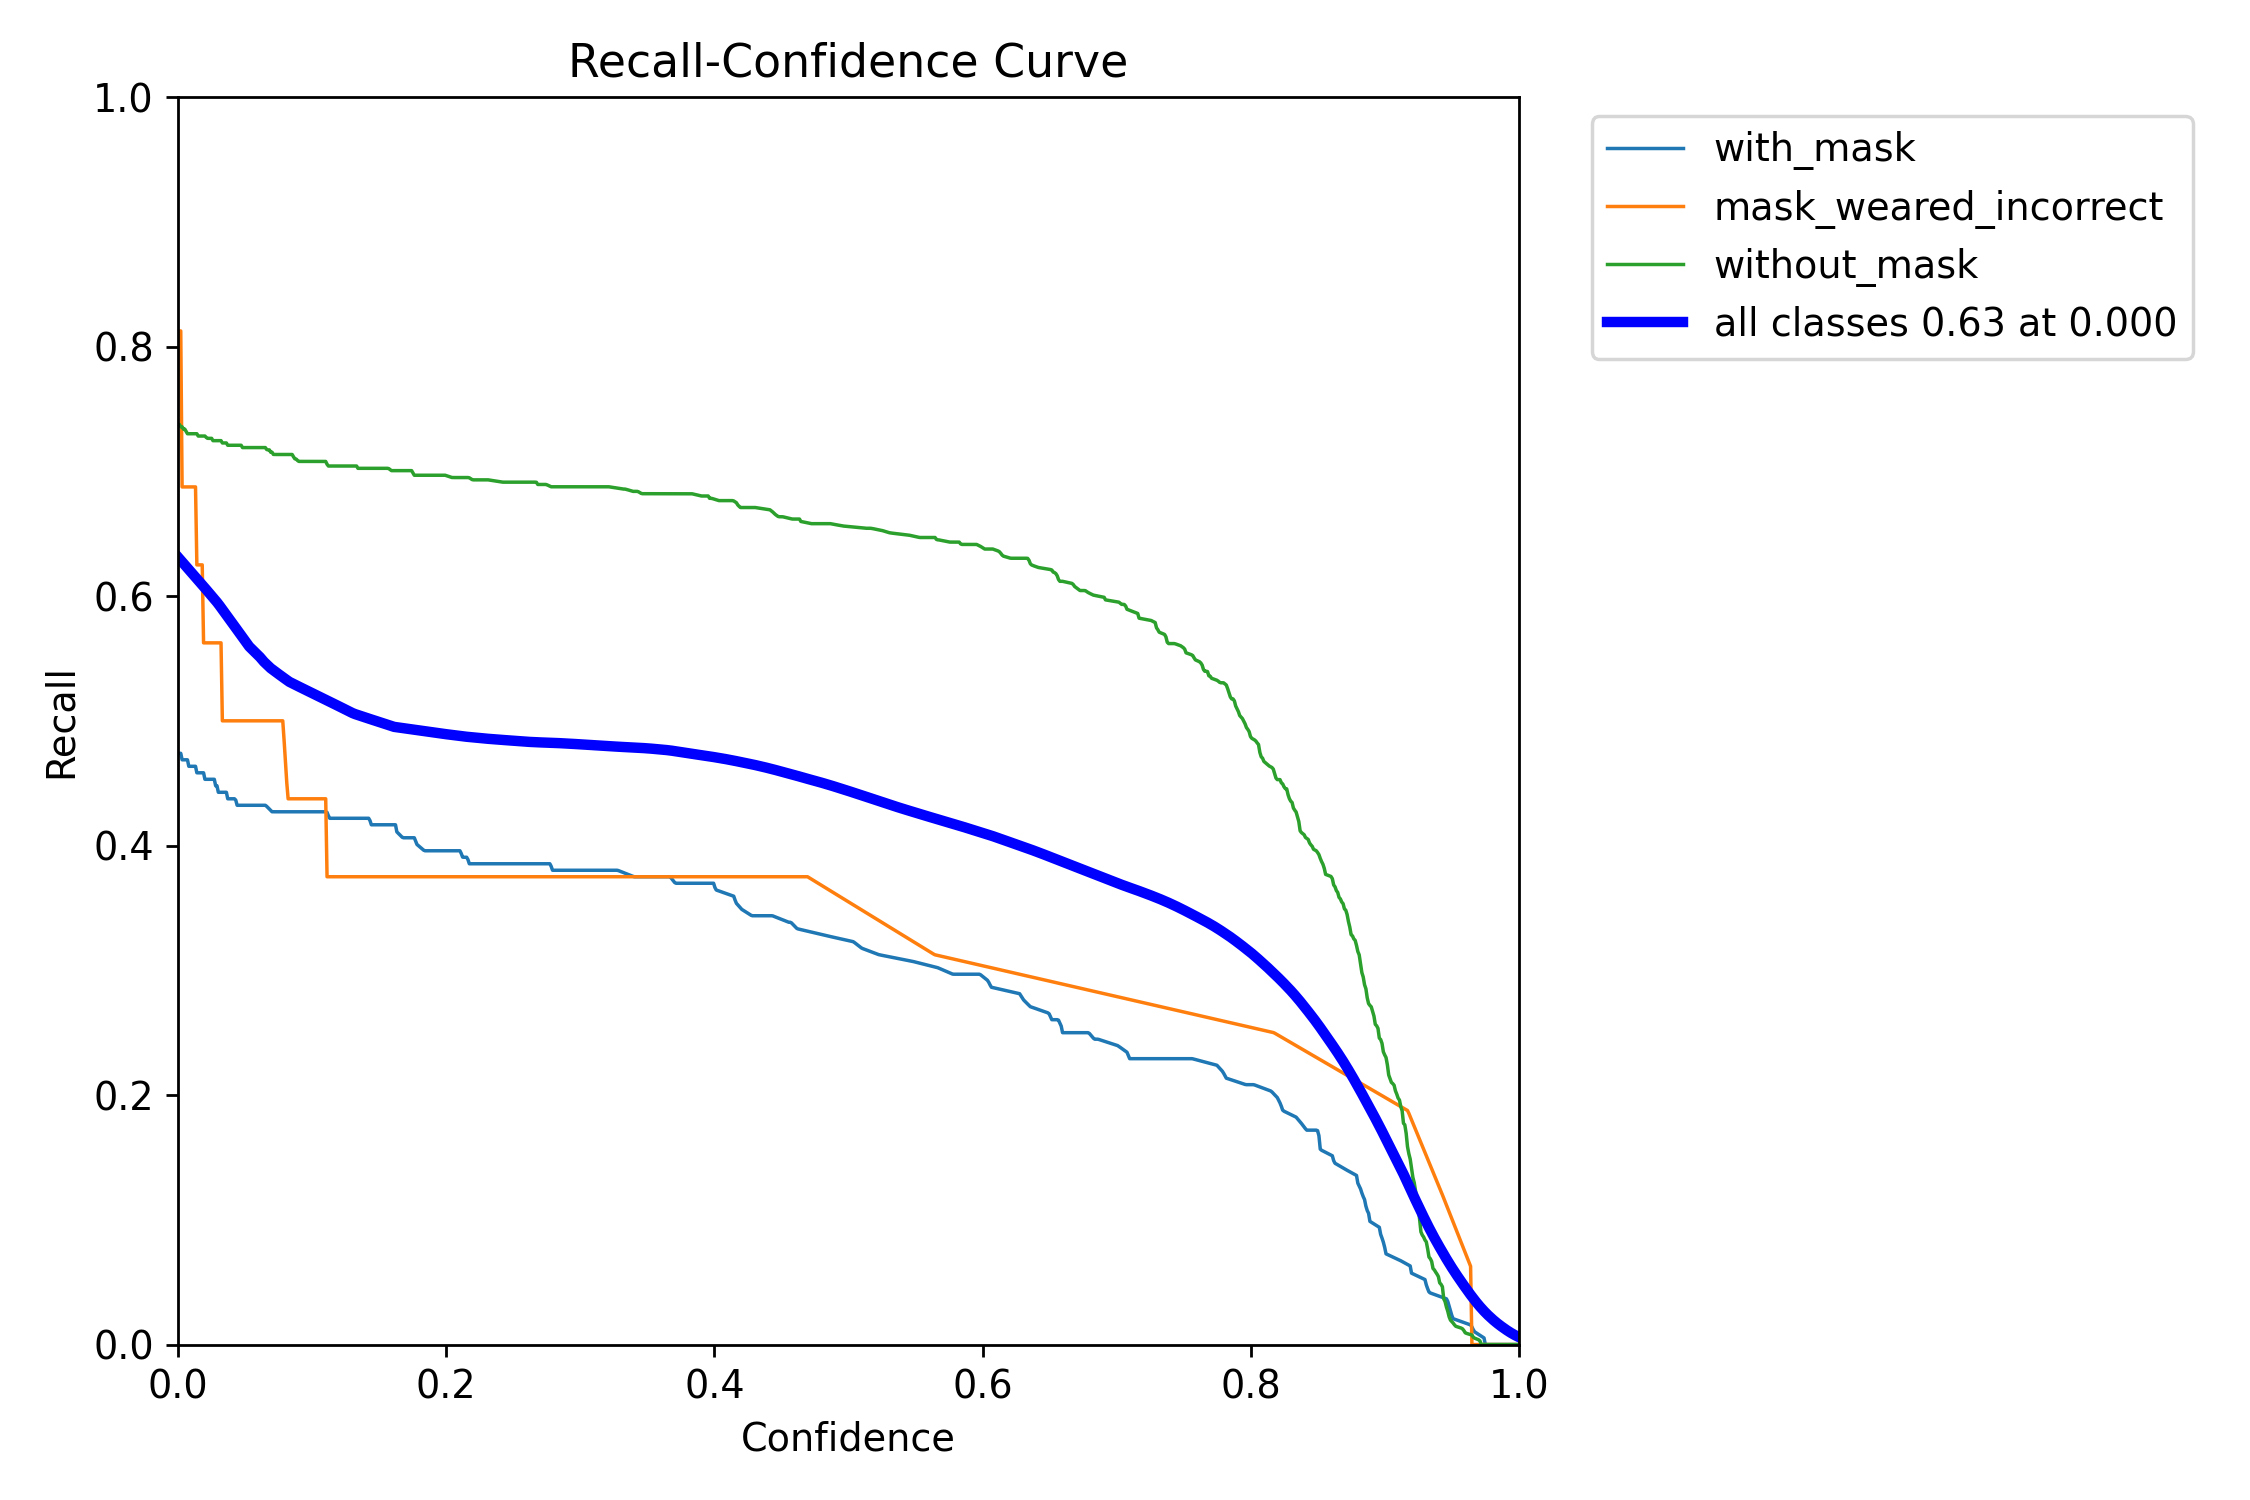 Recall-Confidence Curve
1.0
0.8
0.6
0.4
0.2
0.0
Recall
0.0 0.2 0.4 0.6 0.8 1.0
Confidence
with_mask
mask_weared_incorrect
without_mask
all classes 0.63 at 0.000